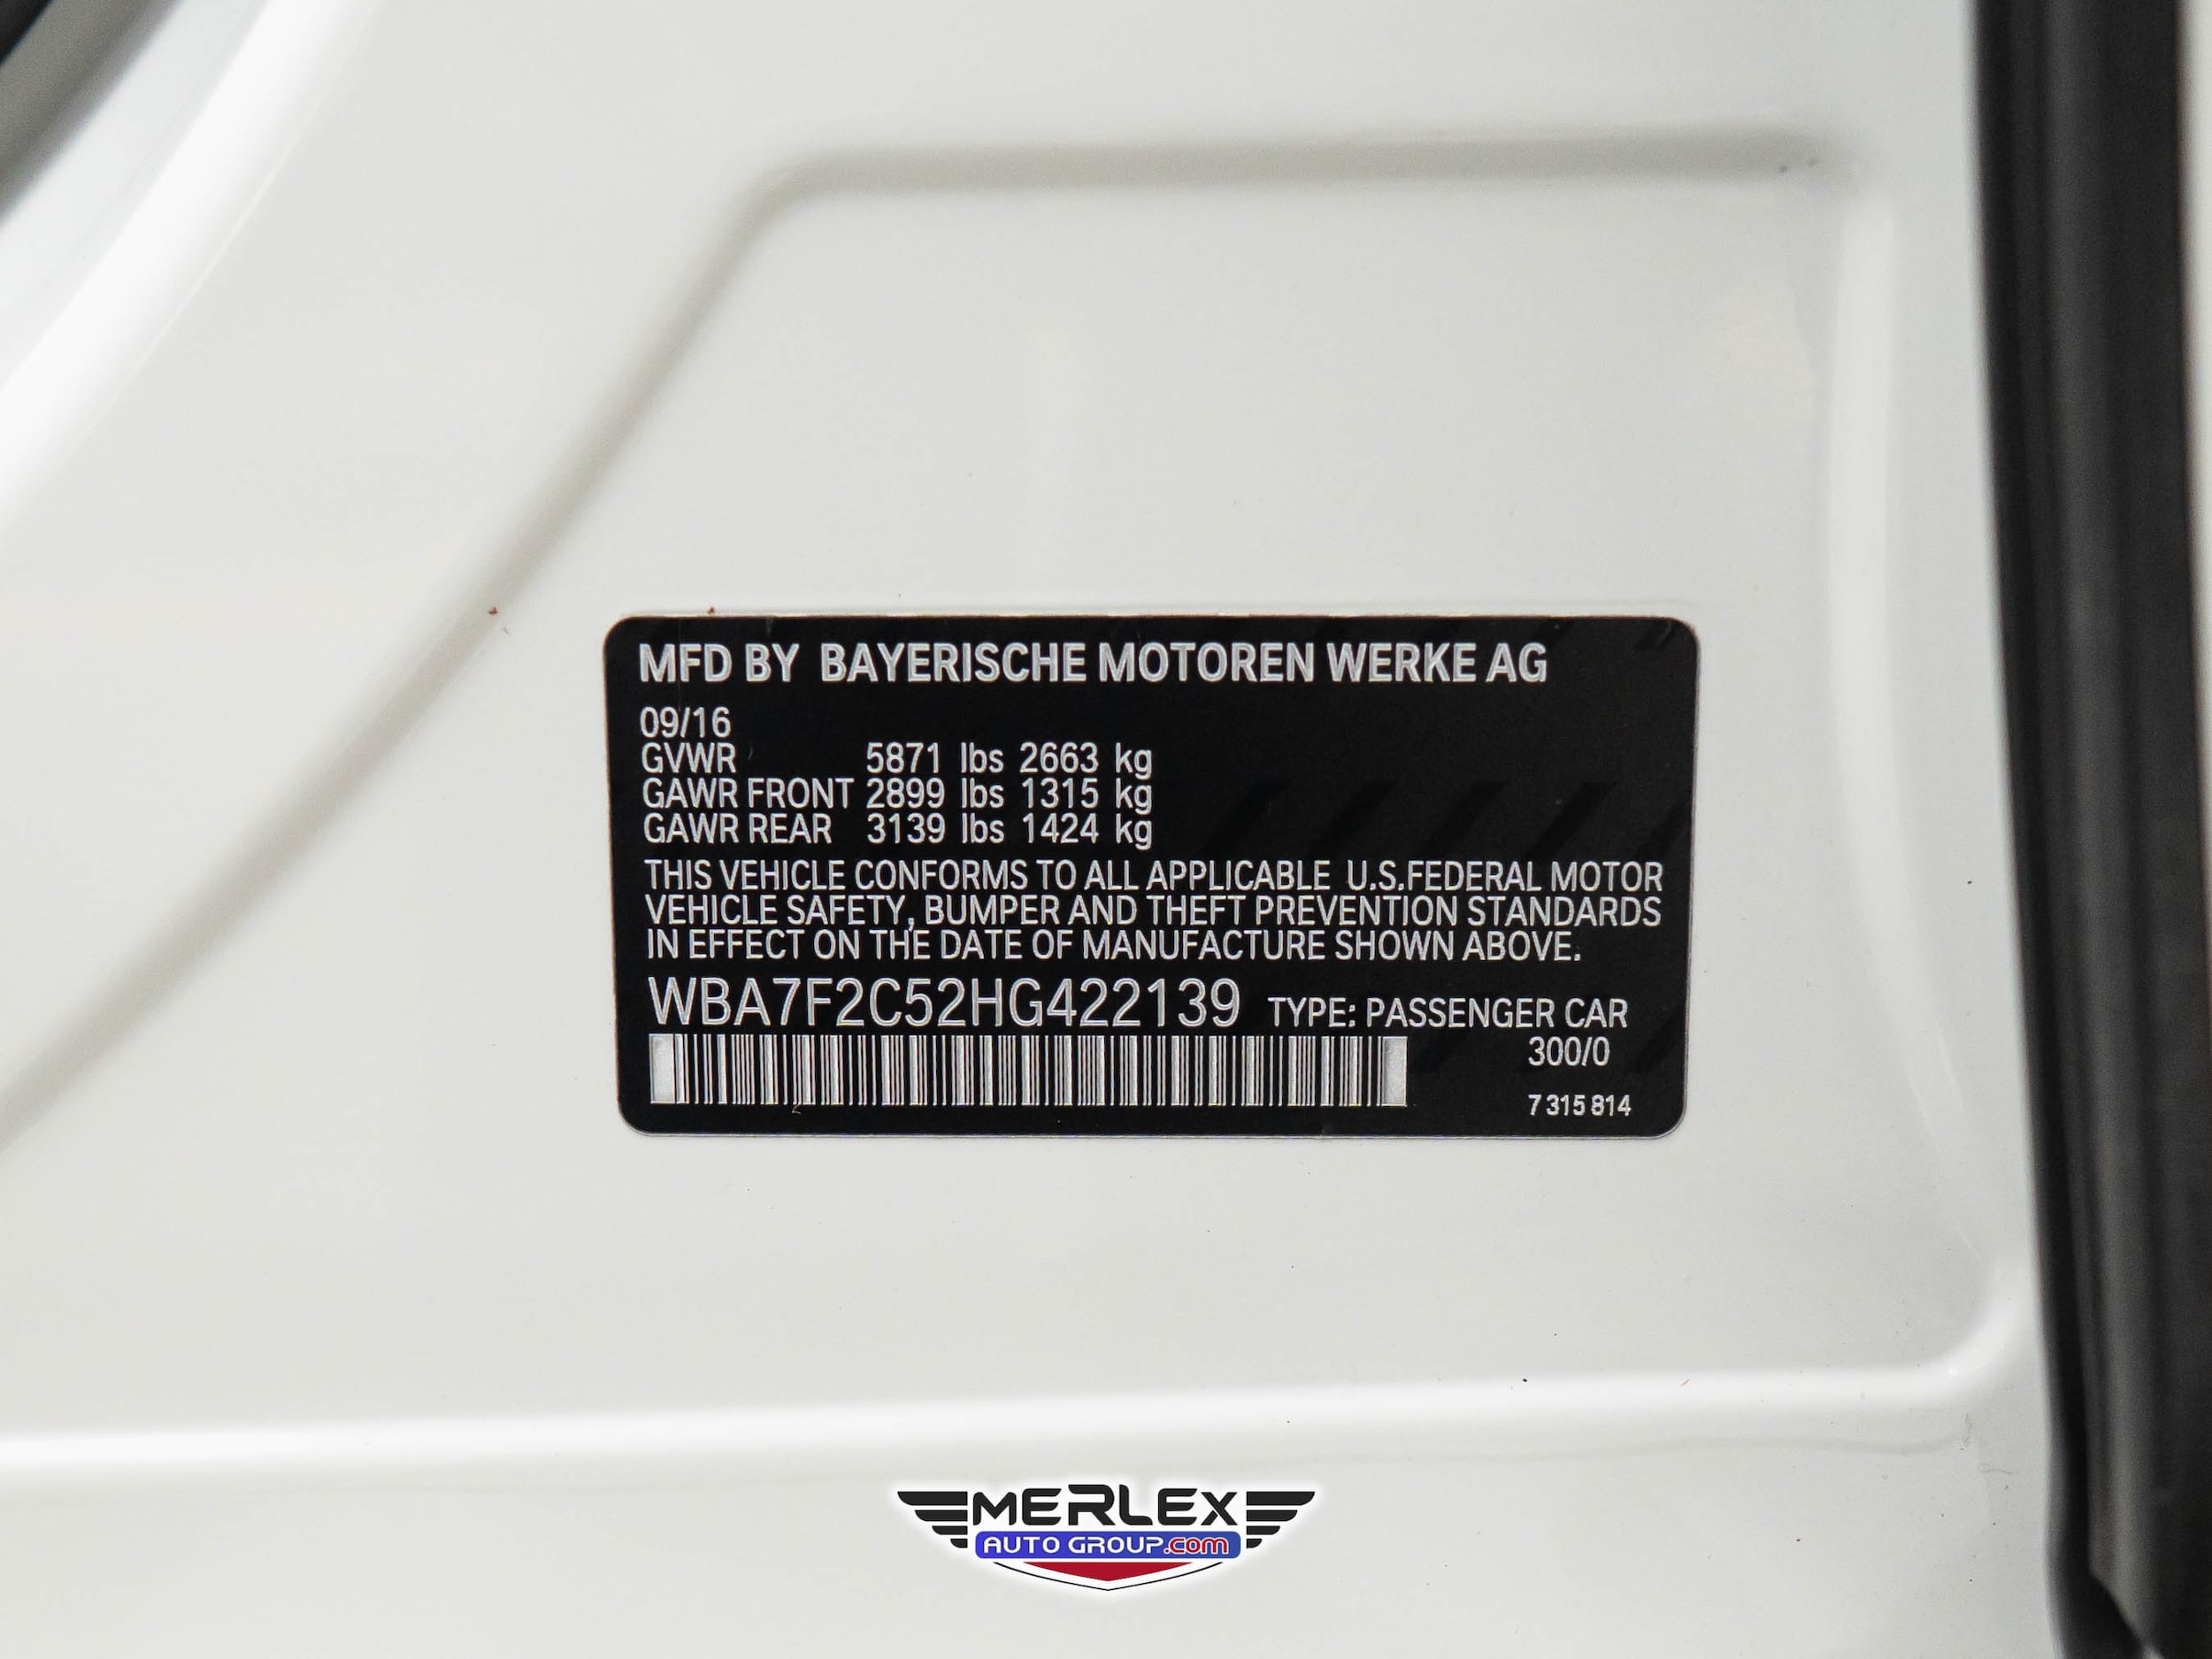 MFD BY BAYERISCHE MOTOREN WERKE AG
09/16
GVWR 5871 lbs 2663 kg
GAWR FRONT 2899 lbs 1315 kg
GAWR REAR 3139 lbs 1424 kg
THIS VEHICLE CONFORMS TO ALL APPLICABLE U.S.FEDERAL MOTOR
VEHICLE SAFETY, BUMPER AND THEFT PREVENTION STANDARDS
IN EFFECT ON THE DATE OF MANUFACTURE SHOWN ABOVE.
WBA7F2C52HG422139 TYPE: PASSENGER CAR
300/0
7 315 814
MERLEX
AUTO GROUP.com